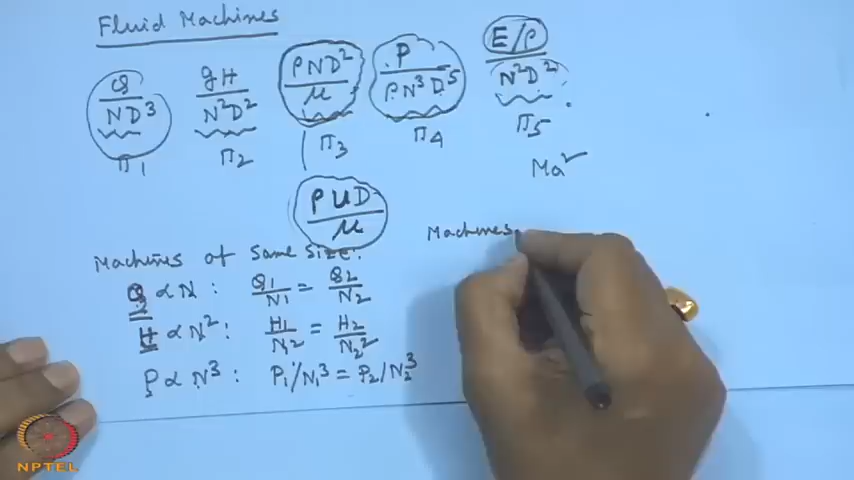 Fluid Machines
Q/ND³ gH/N²D² ρND²/μ P/ρN³D⁵ E/ρ/N²D²
π₁ π₂ π₃ π₄ π₅
Ma²
ρUD/μ
Machines of Same Size:
Machines
Q ∝ N : Q₁/N₁ = Q₂/N₂
H ∝ N² : H₁/N₁² = H₂/N₂²
P ∝ N³ : P₁/N₁³ = P₂/N₂³
NPTEL